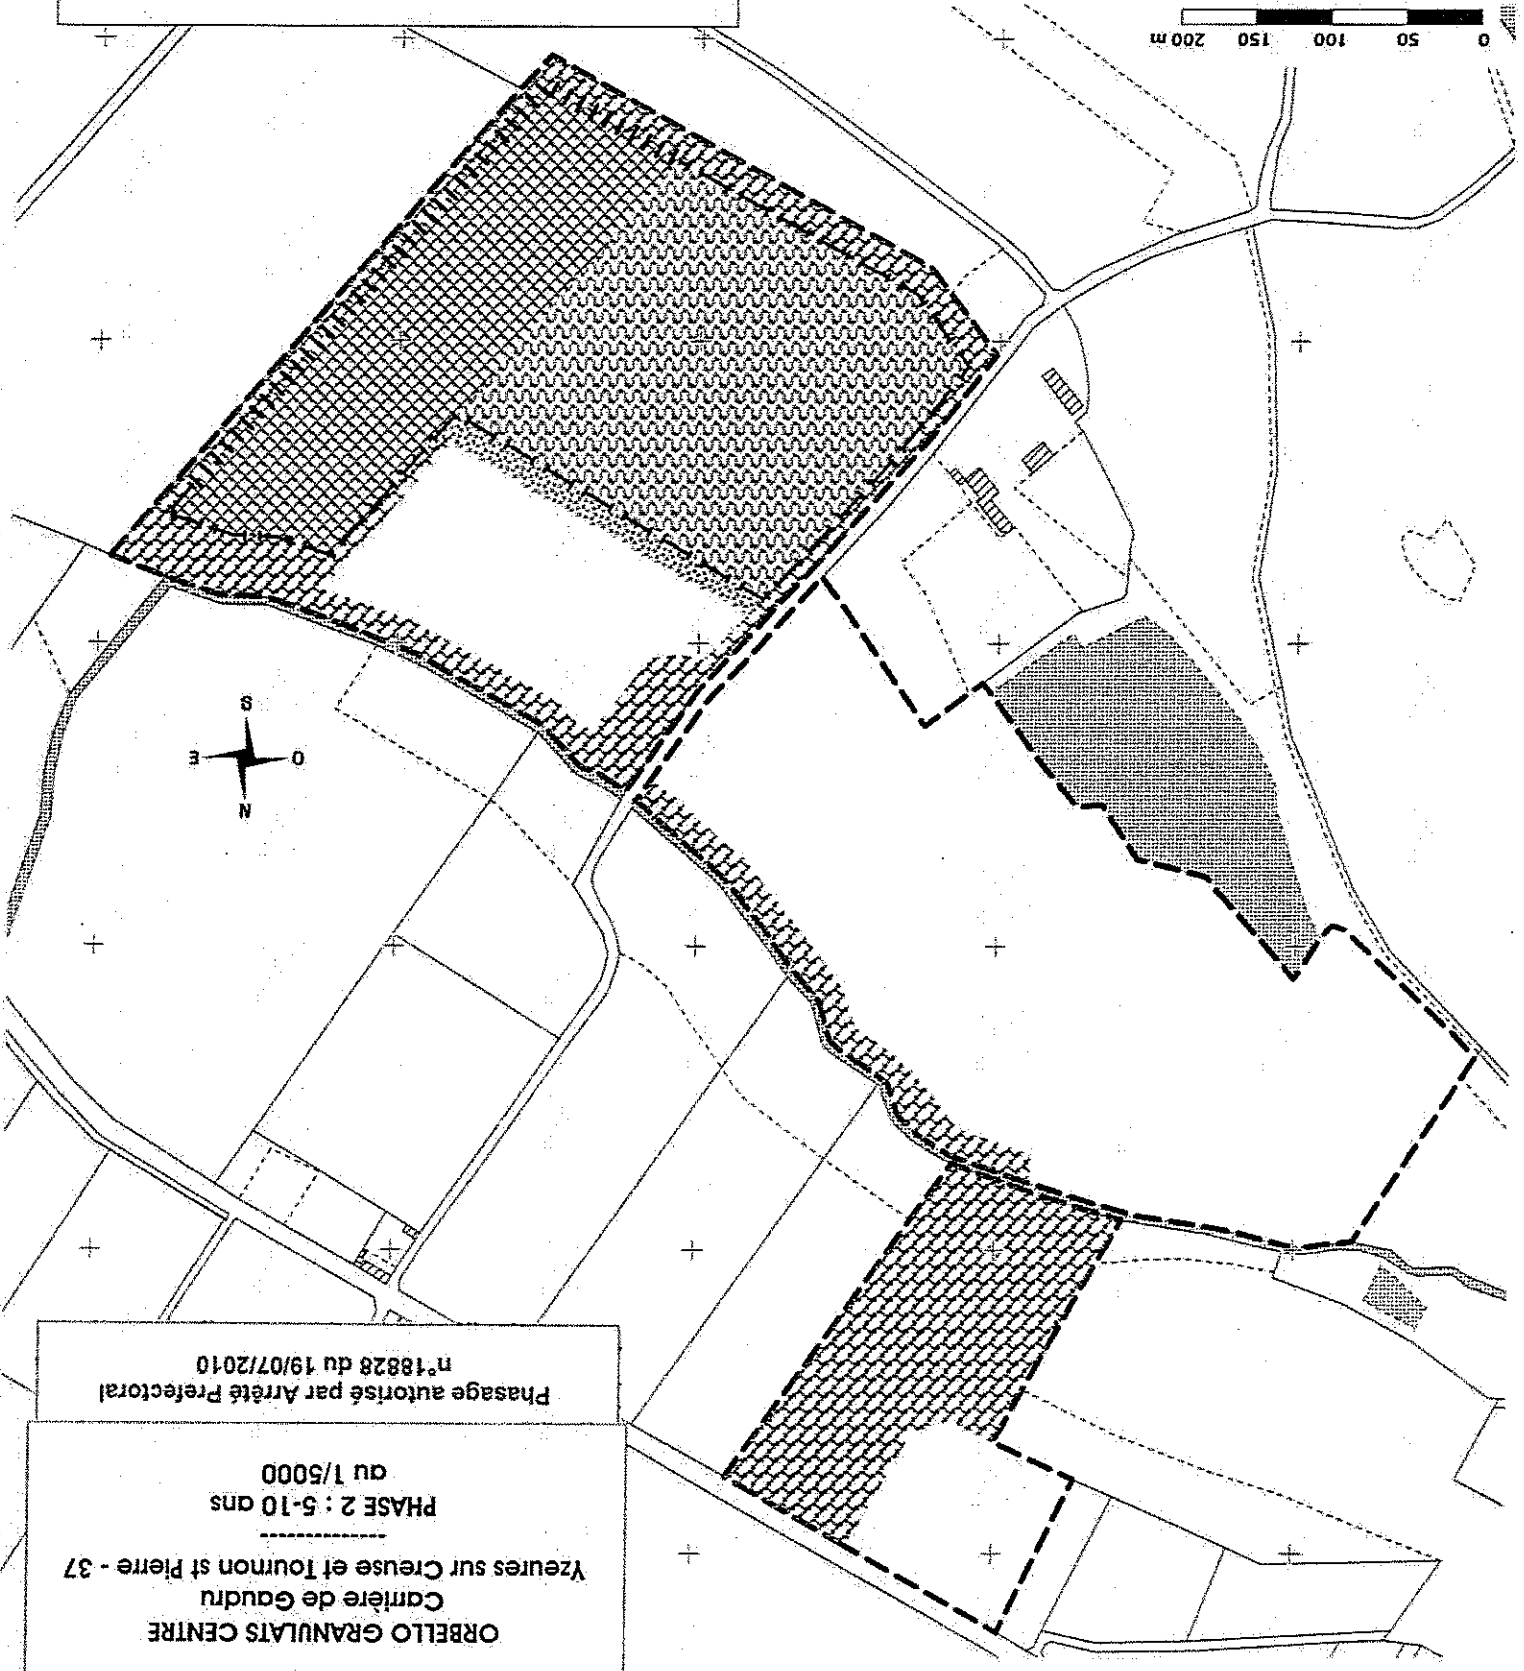 ORBELLO GRANULATS CENTRE
Carrière de Gaudru
Yzeures sur Creuse et Tournon st Pierre - 37
--------------
PHASE 2 : 5-10 ans
au 1/5000
Phasage autorisé par Arrêté Prefectoral
n°18828 du 19/07/2010
N
O E
S
0 50 100 150 200 m